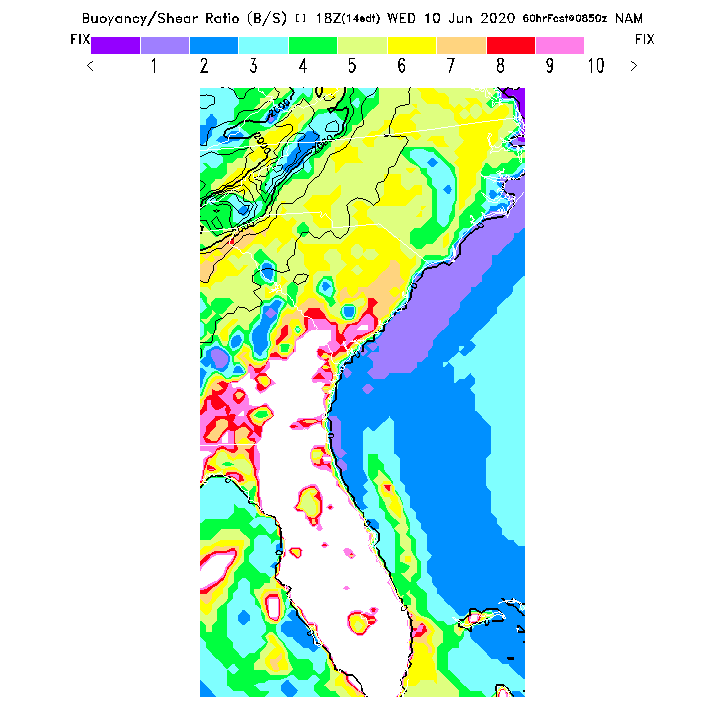 Buoyancy/Shear Ratio (B/S) [] 18Z(14edt) WED 10 Jun 2020 60hrFcst@0850z NAM
FIX FIX
< 1 2 3 4 5 6 7 8 9 10 >
2000